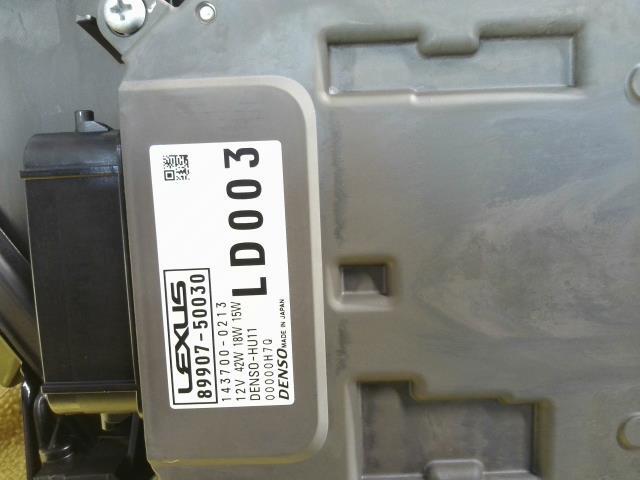 LEXUS
89907-50030
143700-0213
12V 42W 18W 15W
DENSO-HU11
00000H7Q
DENSO MADE IN JAPAN
LD003